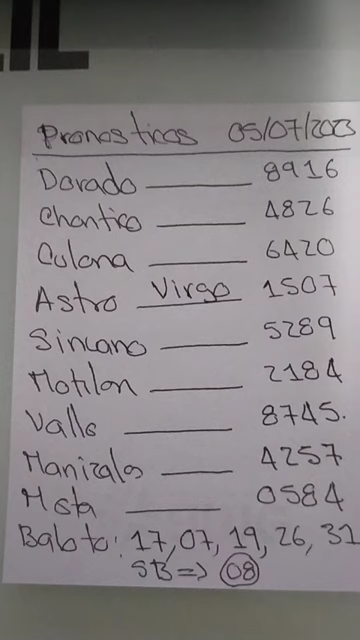 Pronosticos 05/07/2023
Dorado 8916
Chontico 4826
Culona 6420
Astro Virgo 1507
Sinuano 5289
Motilon 2184
Valle 8745.
Manizales 4257
Meta 0584
Baloto: 17, 07, 19, 26, 31
SB => 08